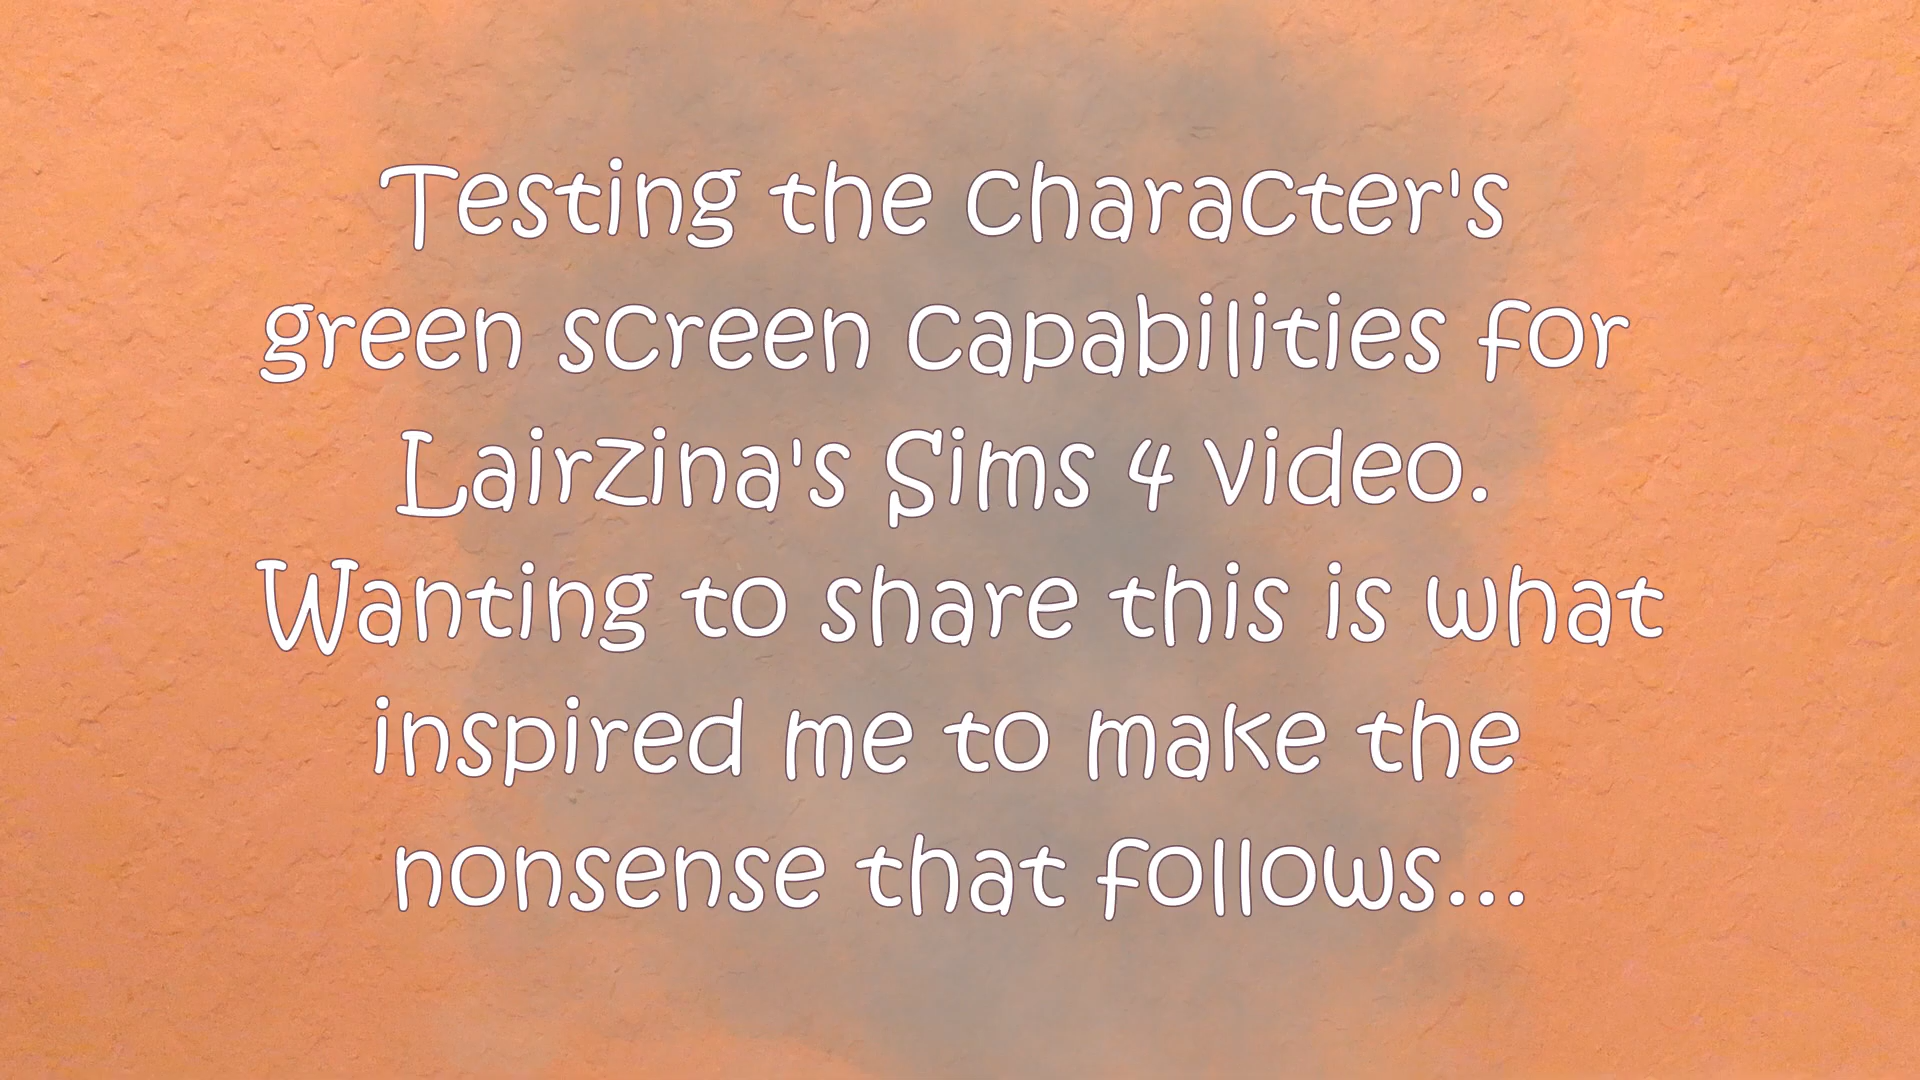 Testing the character's
green screen capabilities for
Lairzina's Sims 4 video.
Wanting to share this is what
inspired me to make the
nonsense that follows...